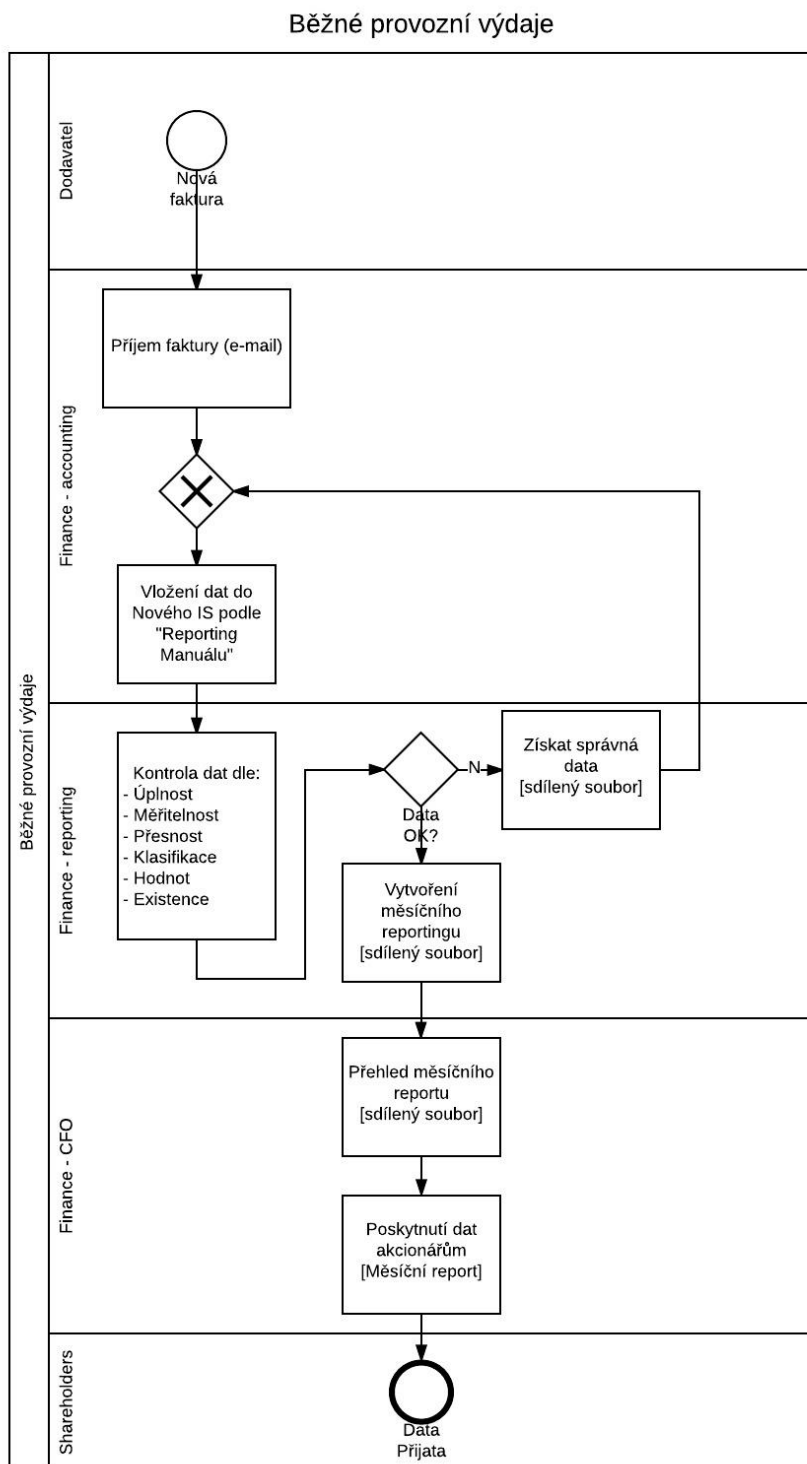 Běžné provozní výdaje
Běžné provozní výdaje
Dodavatel
Nová
faktura
Finance - accounting
Příjem faktury (e-mail)
Vložení dat do
Nového IS podle
"Reporting
Manuálu"
Finance - reporting
Kontrola dat dle:
- Úplnost
- Měřitelnost
- Přesnost
- Klasifikace
- Hodnot
- Existence
Data
OK?
N
Získat správná
data
[sdílený soubor]
Vytvoření
měsíčního
reportingu
[sdílený soubor]
Finance - CFO
Přehled měsíčního
reportu
[sdílený soubor]
Poskytnutí dat
akcionářům
[Měsíční report]
Shareholders
Data
Přijata